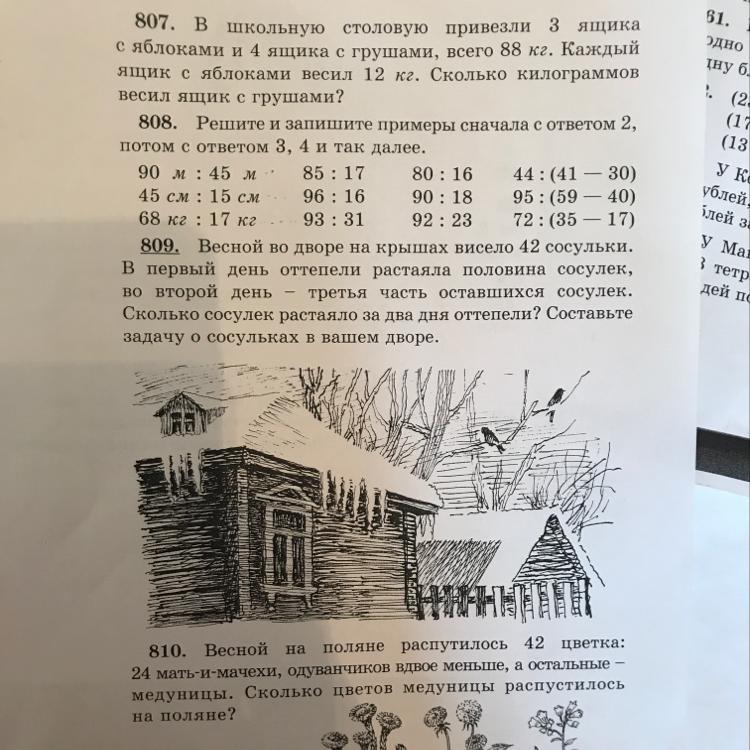 807. В школьную столовую привезли 3 ящика
с яблоками и 4 ящика с грушами, всего 88 кг. Каждый
ящик с яблоками весил 12 кг. Сколько килограммов
весил ящик с грушами?
808. Решите и запишите примеры сначала с ответом 2,
потом с ответом 3, 4 и так далее.
90 м : 45 м 85 : 17 80 : 16 44 : (41 — 30)
45 см : 15 см 96 : 16 90 : 18 95 : (59 — 40)
68 кг : 17 кг 93 : 31 92 : 23 72 : (35 — 17)
809. Весной во дворе на крышах висело 42 сосульки.
В первый день оттепели растаяла половина сосулек,
во второй день – третья часть оставшихся сосулек.
Сколько сосулек растаяло за два дня оттепели? Составьте
задачу о сосульках в вашем дворе.
810. Весной на поляне распутилось 42 цветка:
24 мать-и-мачехи, одуванчиков вдвое меньше, а остальные –
медуницы. Сколько цветов медуницы распустилось
на поляне?
61.
(17
(13